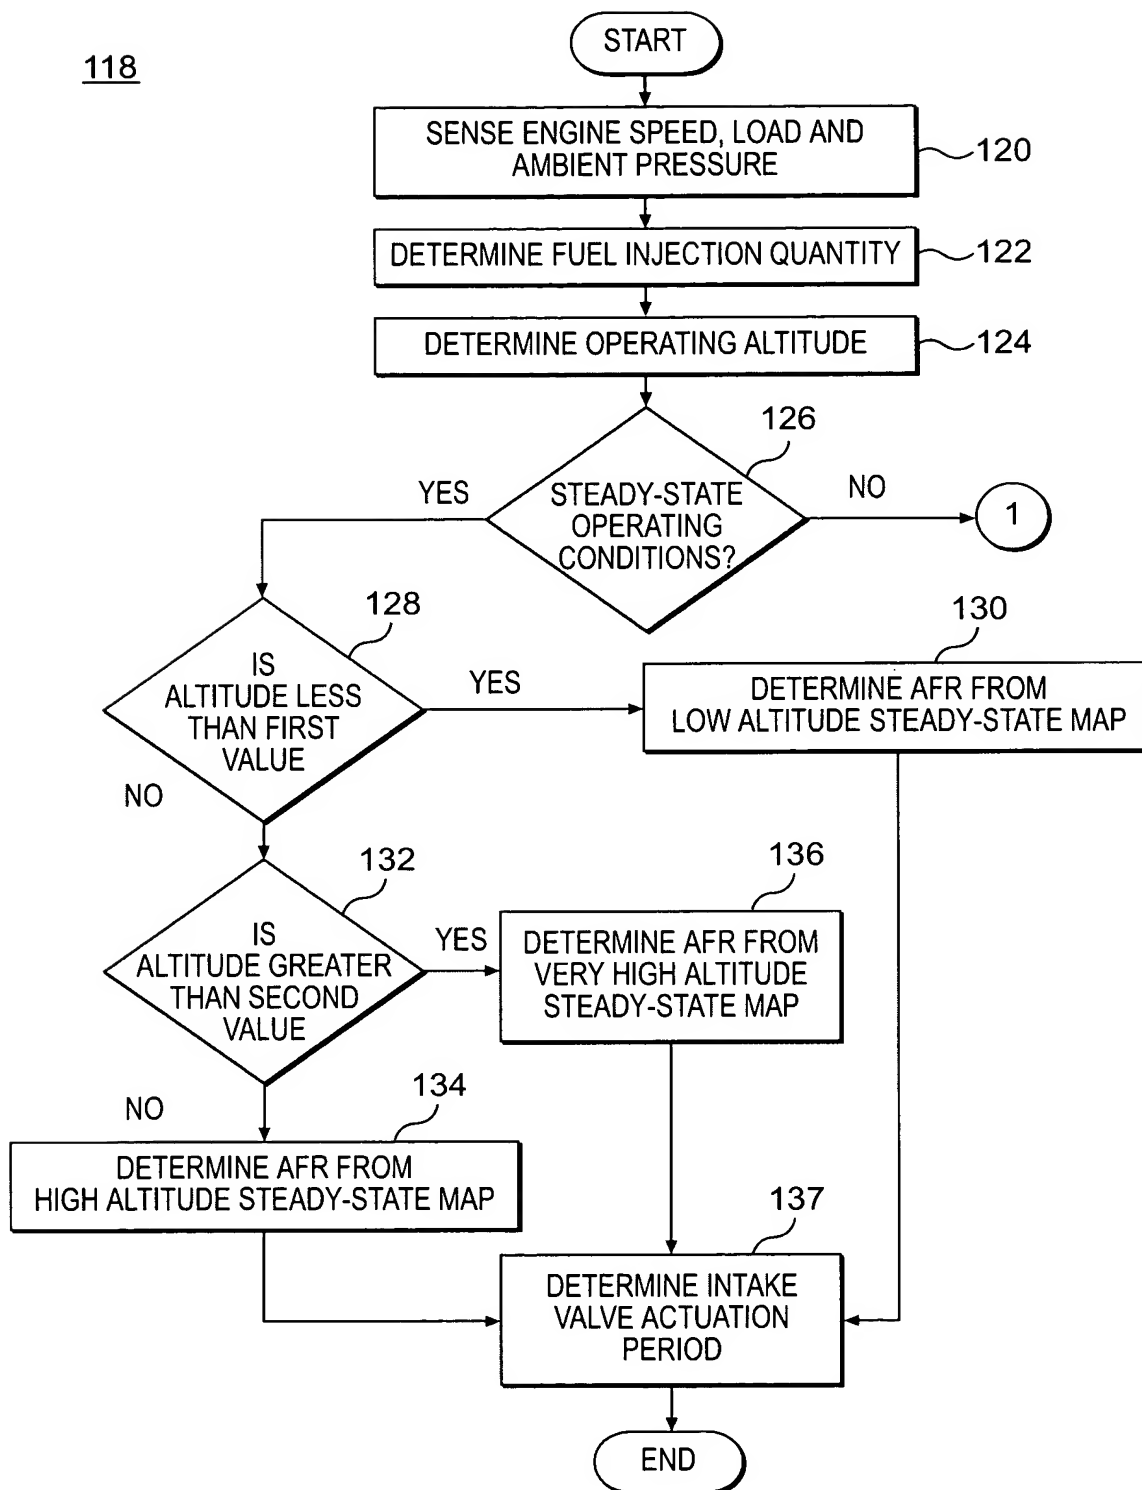 START
118
SENSE ENGINE SPEED, LOAD AND
AMBIENT PRESSURE
120
DETERMINE FUEL INJECTION QUANTITY
122
DETERMINE OPERATING ALTITUDE
124
126
YES
STEADY-STATE
OPERATING
CONDITIONS?
NO
1
128
IS
ALTITUDE LESS
THAN FIRST
VALUE
YES
130
DETERMINE AFR FROM
LOW ALTITUDE STEADY-STATE MAP
NO
132
IS
ALTITUDE GREATER
THAN SECOND
VALUE
YES
136
DETERMINE AFR FROM
VERY HIGH ALTITUDE
STEADY-STATE MAP
NO
134
DETERMINE AFR FROM
HIGH ALTITUDE STEADY-STATE MAP
137
DETERMINE INTAKE
VALVE ACTUATION
PERIOD
END